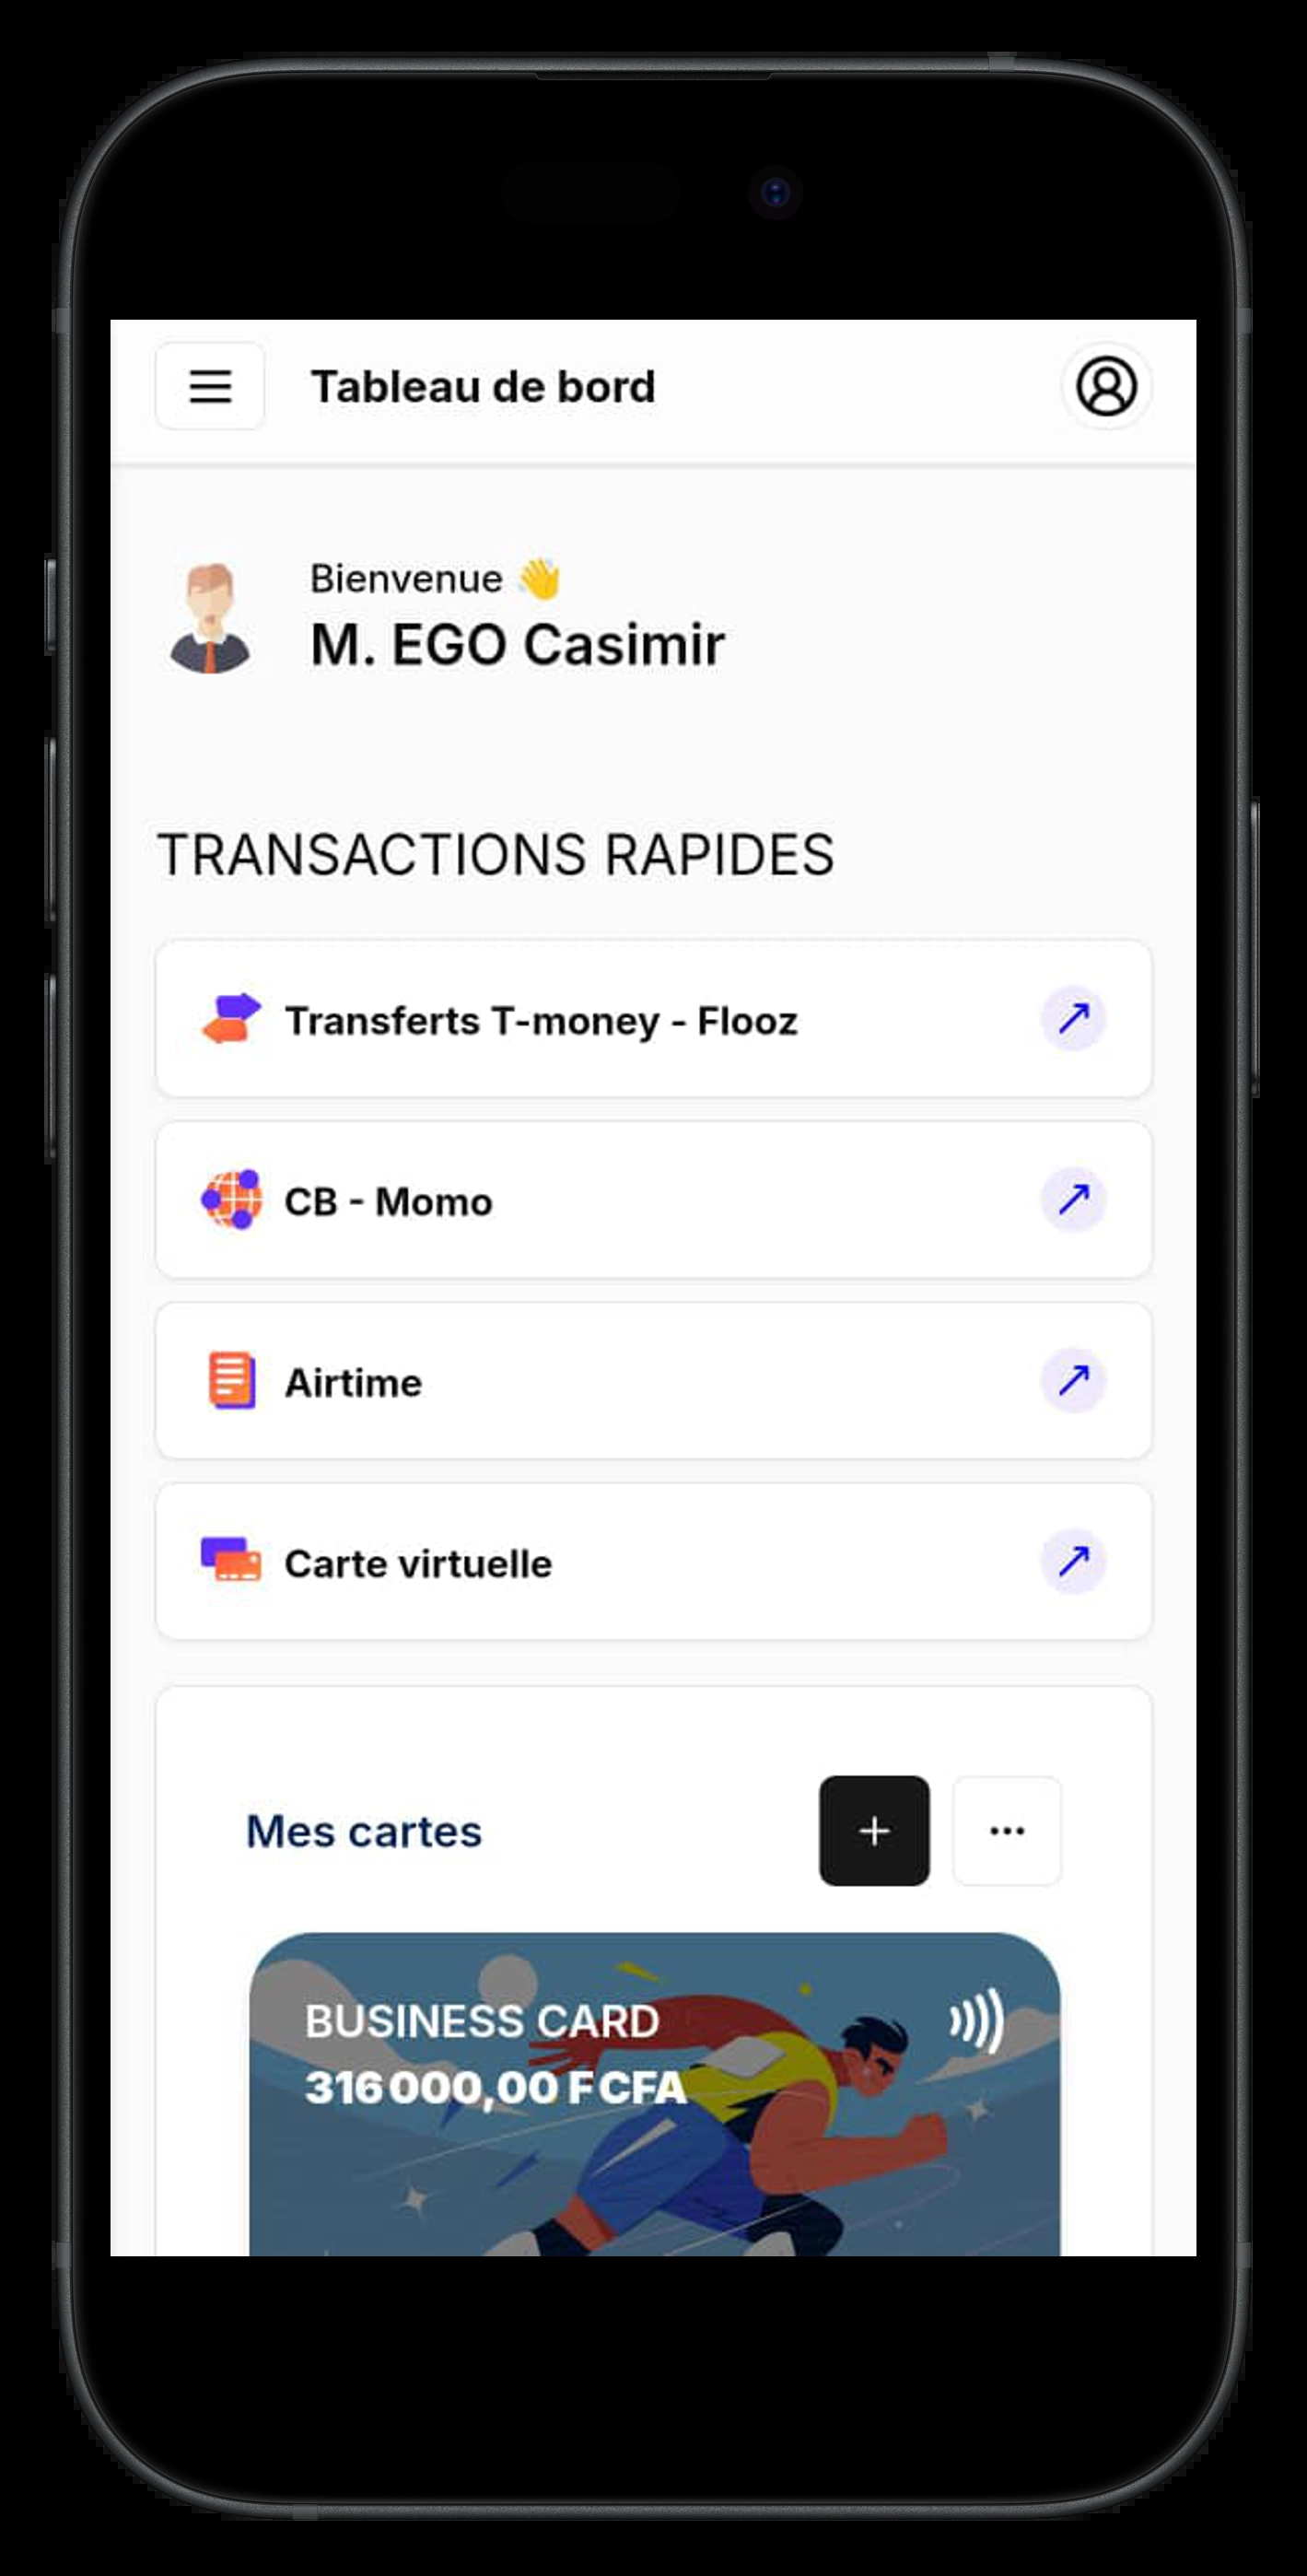 Tableau de bord
Bienvenue 👋
M. EGO Casimir
TRANSACTIONS RAPIDES
Transferts T-money - Flooz
CB - Momo
Airtime
Carte virtuelle
Mes cartes
BUSINESS CARD
316 000,00 F CFA